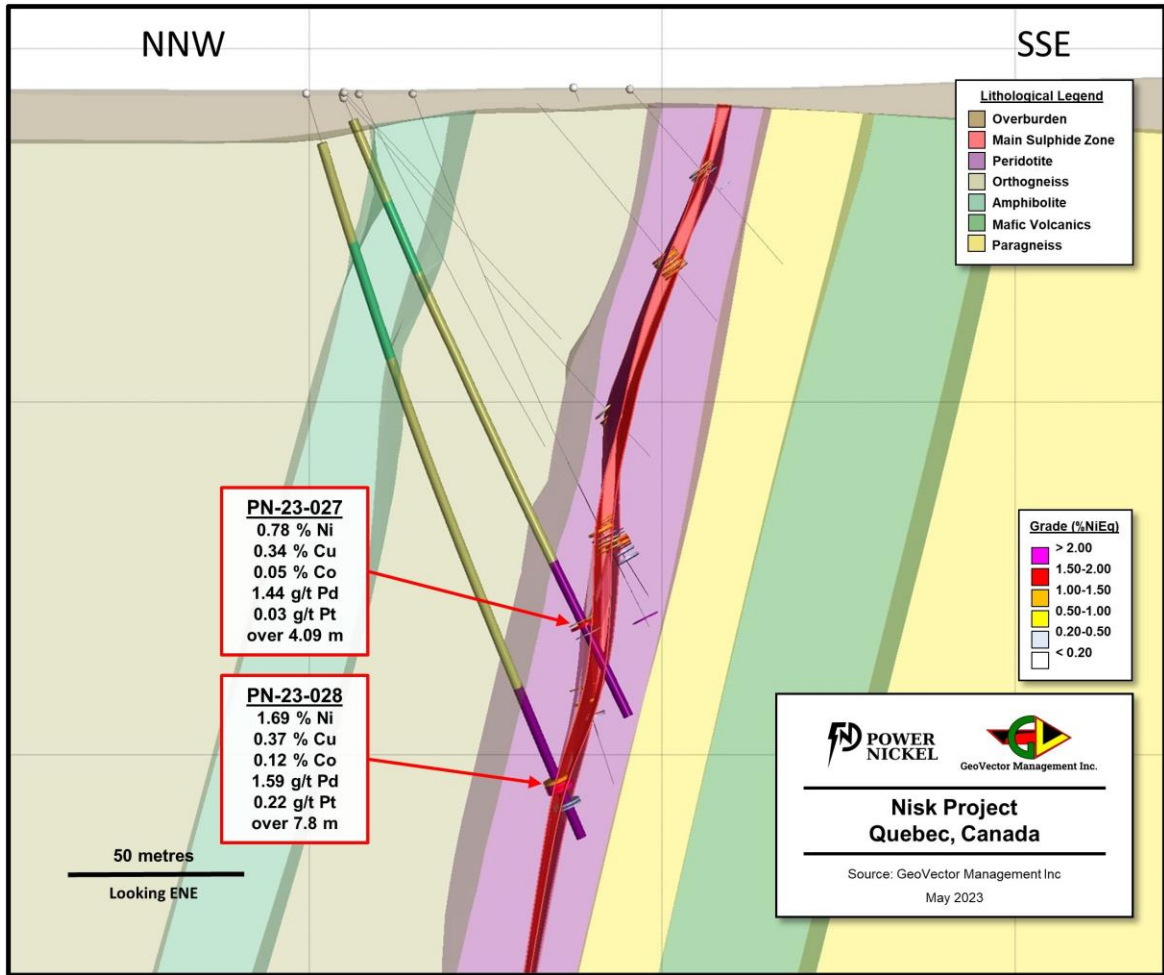 NNW
SSE
Lithological Legend
Overburden
Main Sulphide Zone
Peridotite
Orthogneiss
Amphibolite
Mafic Volcanics
Paragneiss
PN-23-027
0.78 % Ni
0.34 % Cu
0.05 % Co
1.44 g/t Pd
0.03 g/t Pt
over 4.09 m
PN-23-028
1.69 % Ni
0.37 % Cu
0.12 % Co
1.59 g/t Pd
0.22 g/t Pt
over 7.8 m
Grade (%NiEq)
> 2.00
1.50-2.00
1.00-1.50
0.50-1.00
0.20-0.50
< 0.20
50 metres
Looking ENE
POWER
NICKEL
GeoVector Management Inc.
Nisk Project
Quebec, Canada
Source: GeoVector Management Inc
May 2023